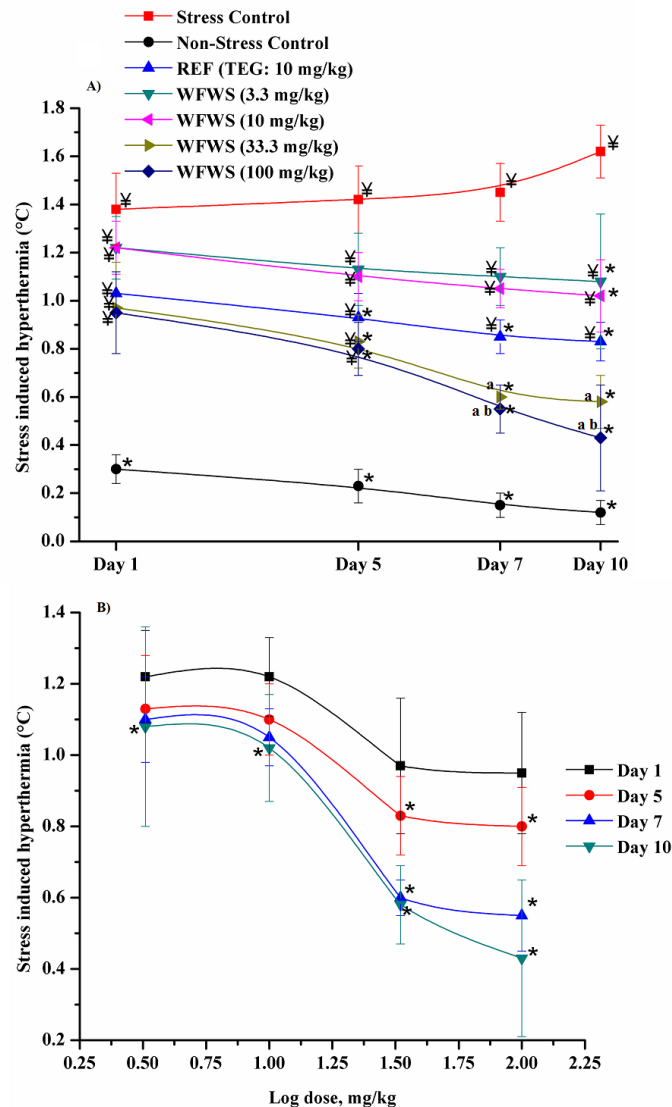 Stress Control
Non-Stress Control
REF (TEG: 10 mg/kg)
WFWS (3.3 mg/kg)
WFWS (10 mg/kg)
WFWS (33.3 mg/kg)
WFWS (100 mg/kg)
A)
1.8
1.6
1.4
1.2
1.0
0.8
0.6
0.4
0.2
0.0
Stress induced hyperthermia (°C)
¥ ¥ ¥ ¥
¥ ¥ ¥ ¥ *
¥ ¥ ¥ ¥ *
¥ ¥ * ¥ * ¥ *
¥ ¥ * a * a *
¥ ¥ * a b * a b *
* * * *
Day 1 Day 5 Day 7 Day 10
B)
1.4
1.2
1.0
0.8
0.6
0.4
0.2
Stress induced hyperthermia (°C)
* *
* *
* *
* *
Day 1
Day 5
Day 7
Day 10
0.25 0.50 0.75 1.00 1.25 1.50 1.75 2.00 2.25
Log dose, mg/kg